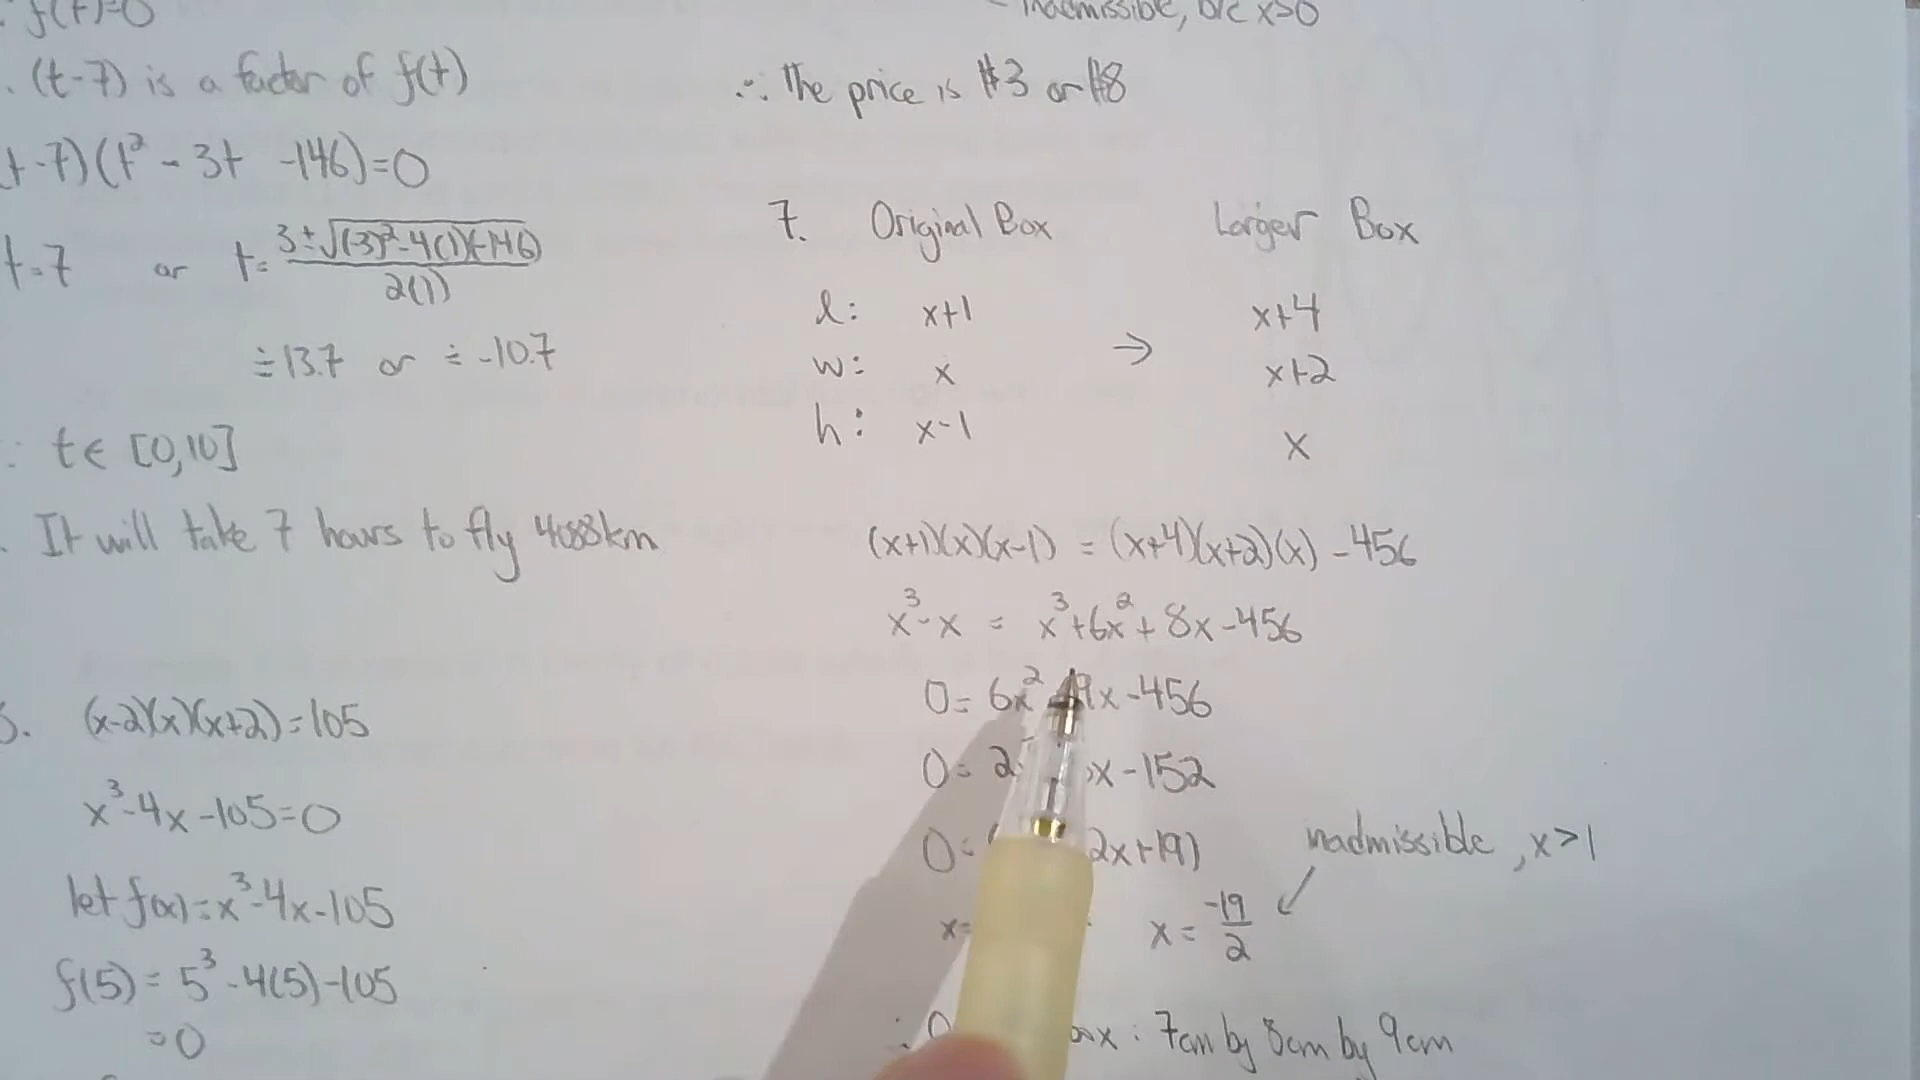 f(t)=0
. (t-7) is a factor of f(t)
t-7)(t² - 3t -146)=0
t=7 or t= 3±√(-3)²-4(1)(-146) / 2(1)
≐13.7 or ≐ -10.7
∵ t∈ [0,10]
. It will take 7 hours to fly 4088km
(x-2)(x)(x+2)=105
x³-4x-105=0
let f(x)=x³-4x-105
f(5) = 5³-4(5)-105
=0
inadmissible, b/c x>0
∴ The price is $3 or $8
7. Original Box Larger Box
l: x+1 x+4
w: x → x+2
h: x-1 x
(x+1)(x)(x-1) = (x+4)(x+2)(x) -456
x³-x = x³+6x²+8x-456
0= 6x² 9x-456
0= 2 x-152
0= 2x+19)
inadmissible, x>1
x= x = -19/2
∴ box: 7cm by 8cm by 9cm